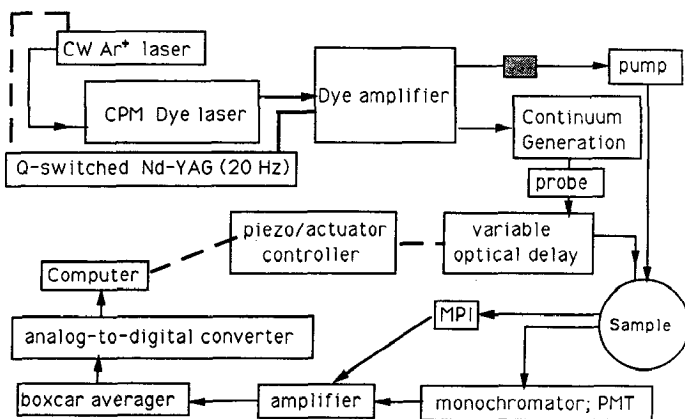 CW Ar+ laser
CPM Dye laser
Q-switched Nd-YAG (20 Hz)
Dye amplifier
pump
Continuum
Generation
probe
piezo/actuator
controller
variable
optical delay
Computer
MPI
Sample
analog-to-digital converter
boxcar averager
amplifier
monochromator; PMT